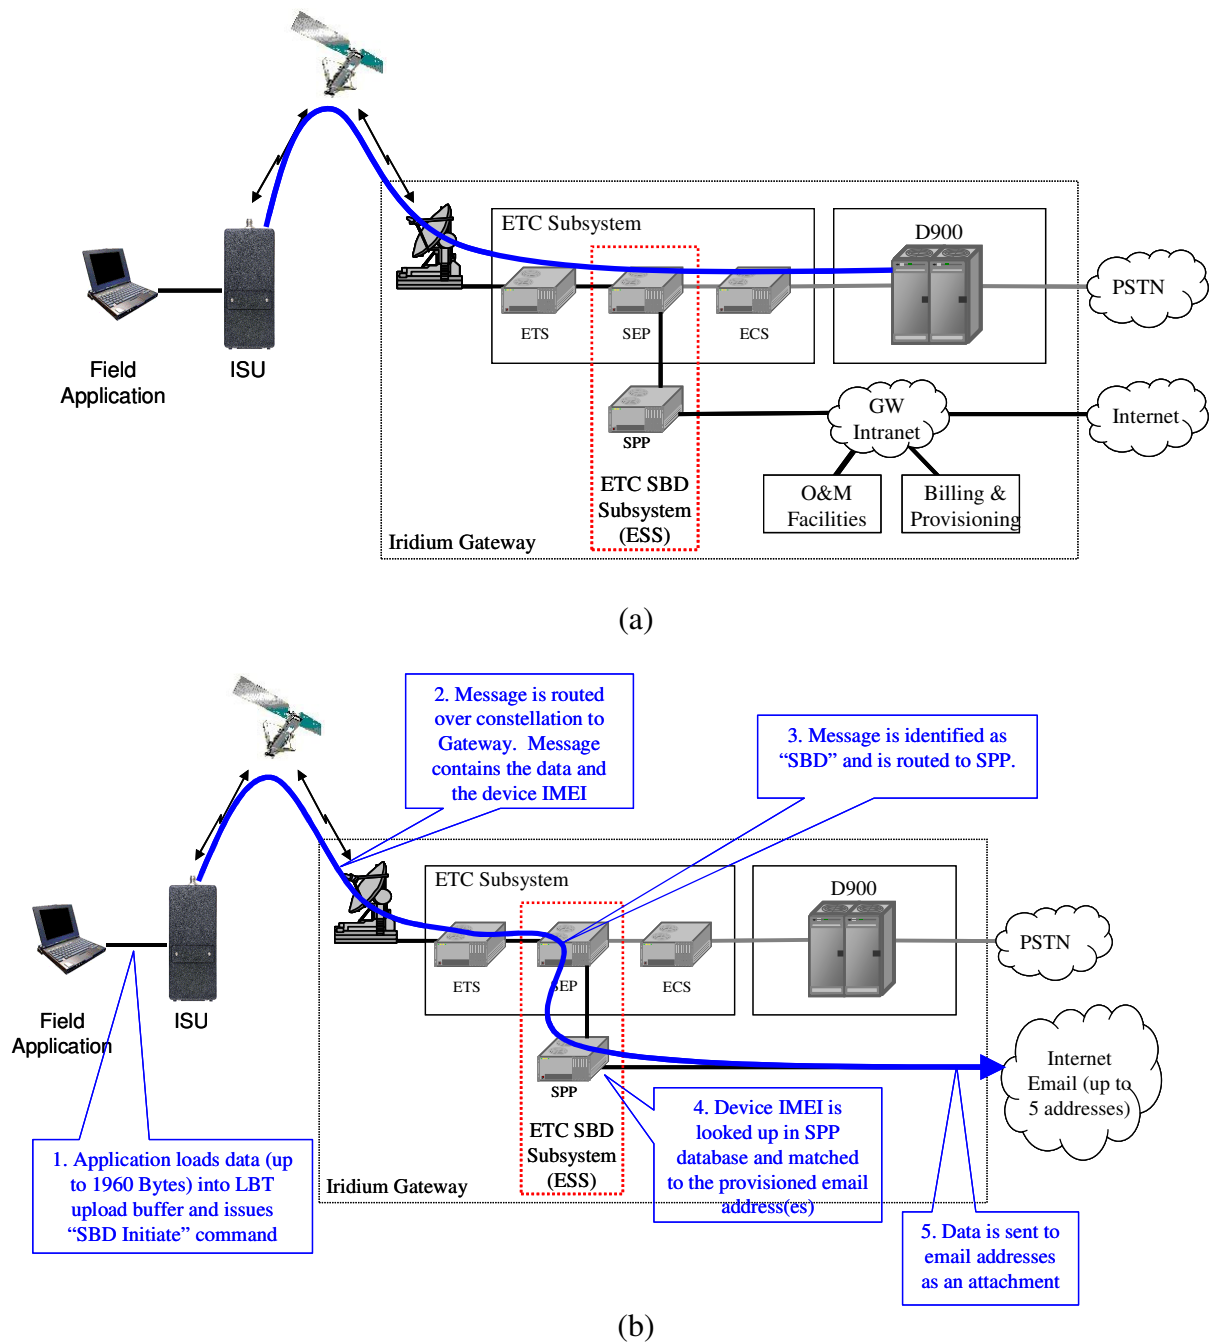 ETC Subsystem
D900
PSTN
ETS
SEP
ECS
Field
Application
ISU
GW
Intranet
Internet
SPP
ETC SBD
Subsystem
(ESS)
O&M
Facilities
Billing &
Provisioning
Iridium Gateway
(a)
2. Message is routed
over constellation to
Gateway. Message
contains the data and
the device IMEI
3. Message is identified as
“SBD” and is routed to SPP.
ETC Subsystem
D900
PSTN
ETS
SEP
ECS
Field
Application
ISU
Internet
Email (up to
5 addresses)
SPP
ETC SBD
Subsystem
(ESS)
4. Device IMEI is
looked up in SPP
database and matched
to the provisioned email
address(es)
1. Application loads data (up
to 1960 Bytes) into LBT
upload buffer and issues
“SBD Initiate” command
Iridium Gateway
5. Data is sent to
email addresses
as an attachment
(b)